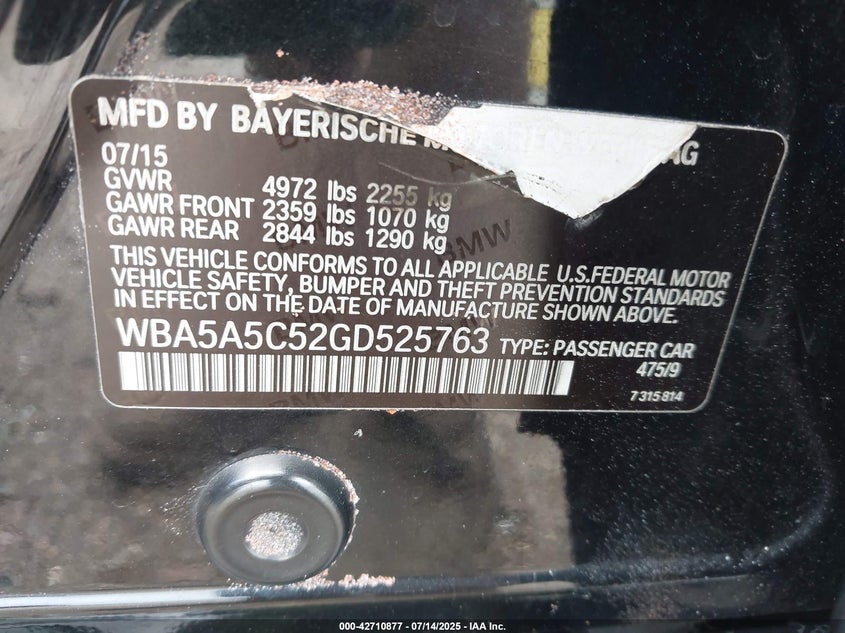 MFD BY BAYERISCHE M AG
07/15
GVWR 4972 lbs 2255 kg
GAWR FRONT 2359 lbs 1070 kg
GAWR REAR 2844 lbs 1290 kg
BMW
THIS VEHICLE CONFORMS TO ALL APPLICABLE U.S.FEDERAL MOTOR
VEHICLE SAFETY, BUMPER AND THEFT PREVENTION STANDARDS
IN EFFECT ON THE DATE OF MANUFACTURE SHOWN ABOVE.
WBA5A5C52GD525763 TYPE: PASSENGER CAR
475/9
7 315 814
000-42710877 - 07/14/2025 - IAA Inc.